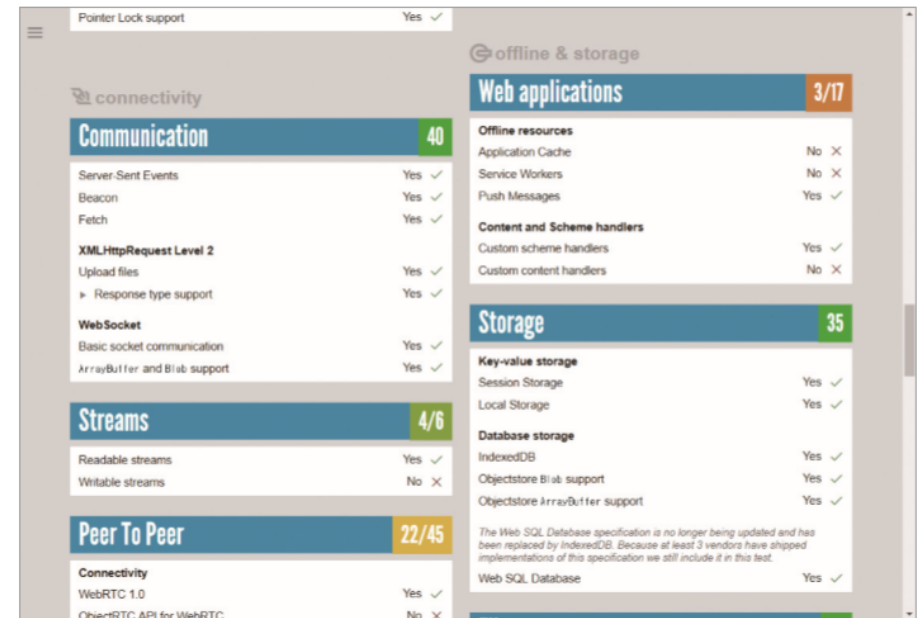 Pointer Lock support Yes ✓
connectivity
Communication 40
Server-Sent Events Yes ✓
Beacon Yes ✓
Fetch Yes ✓
XMLHttpRequest Level 2
Upload files Yes ✓
▶ Response type support Yes ✓
WebSocket
Basic socket communication Yes ✓
ArrayBuffer and Blob support Yes ✓
Streams 4/6
Readable streams Yes ✓
Writable streams No ✕
Peer To Peer 22/45
Connectivity
WebRTC 1.0 Yes ✓
ObjectRTC API for WebRTC No ✕
offline & storage
Web applications 3/17
Offline resources
Application Cache No ✕
Service Workers No ✕
Push Messages Yes ✓
Content and Scheme handlers
Custom scheme handlers Yes ✓
Custom content handlers No ✕
Storage 35
Key-value storage
Session Storage Yes ✓
Local Storage Yes ✓
Database storage
IndexedDB Yes ✓
Objectstore Blob support Yes ✓
Objectstore ArrayBuffer support Yes ✓
The Web SQL Database specification is no longer being updated and has
been replaced by IndexedDB. Because at least 3 vendors have shipped
implementations of this specification we still include it in this test.
Web SQL Database Yes ✓